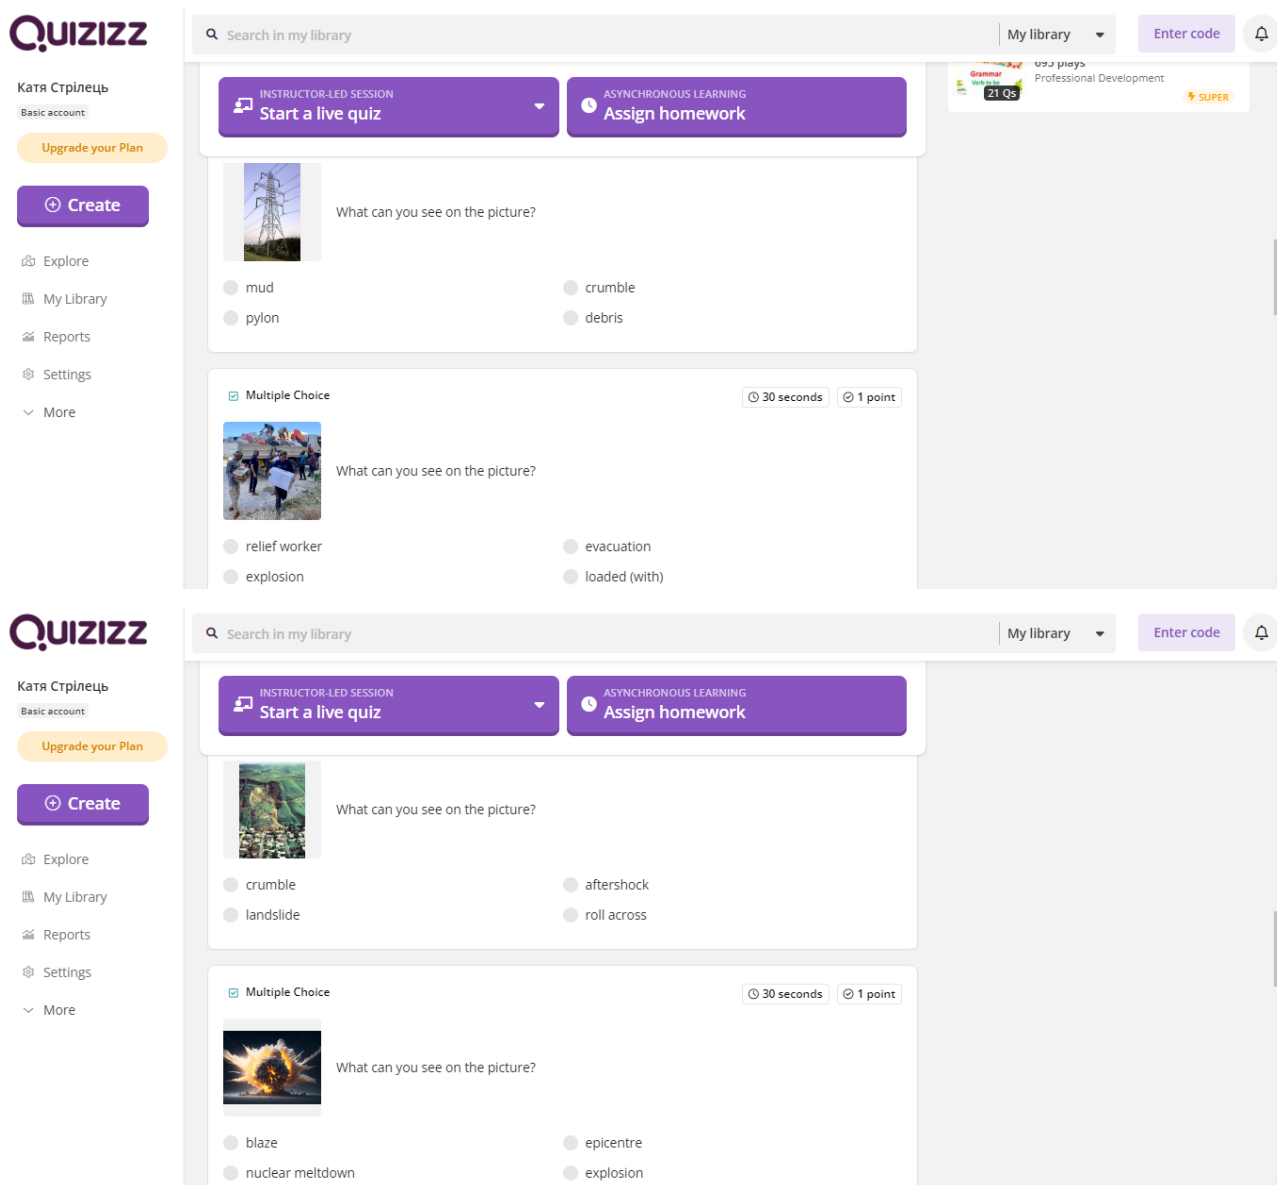 QUIZIZZ
Search in my library
My library
Enter code
Катя Стрілець
Basic account
Upgrade your Plan
Create
Explore
My Library
Reports
Settings
More
INSTRUCTOR-LED SESSION
Start a live quiz
ASYNCHRONOUS LEARNING
Assign homework
Grammar
Verb to be
21 Qs
695 plays
Professional Development
SUPER
What can you see on the picture?
mud
crumble
pylon
debris
Multiple Choice
30 seconds
1 point
What can you see on the picture?
relief worker
evacuation
explosion
loaded (with)
QUIZIZZ
Search in my library
My library
Enter code
Катя Стрілець
Basic account
Upgrade your Plan
Create
Explore
My Library
Reports
Settings
More
INSTRUCTOR-LED SESSION
Start a live quiz
ASYNCHRONOUS LEARNING
Assign homework
What can you see on the picture?
crumble
aftershock
landslide
roll across
Multiple Choice
30 seconds
1 point
What can you see on the picture?
blaze
epicentre
nuclear meltdown
explosion